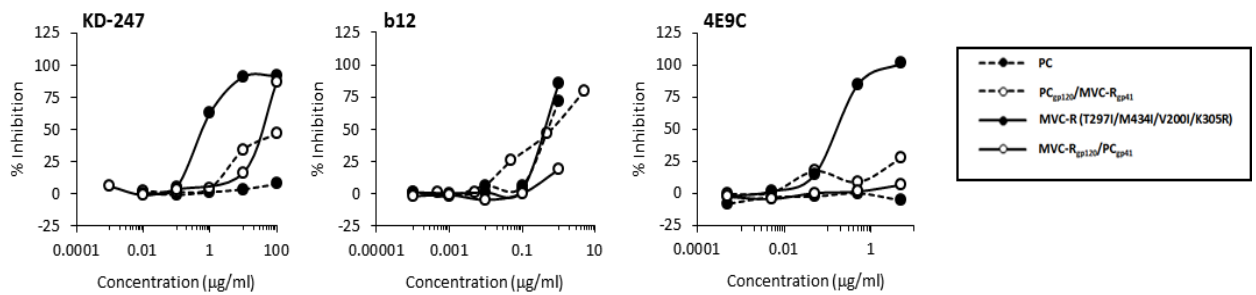 KD-247
% Inhibition
125
100
75
50
25
0
-25
0.0001
0.01
1
100
Concentration (µg/ml)
b12
% Inhibition
125
100
75
50
25
0
-25
0.00001
0.001
0.1
10
Concentration (µg/ml)
4E9C
% Inhibition
125
100
75
50
25
0
-25
0.0001
0.01
1
Concentration (µg/ml)
PC
PCgp120/MVC-Rgp41
MVC-R (T297I/M434I/V200I/K305R)
MVC-Rgp120/PCgp41